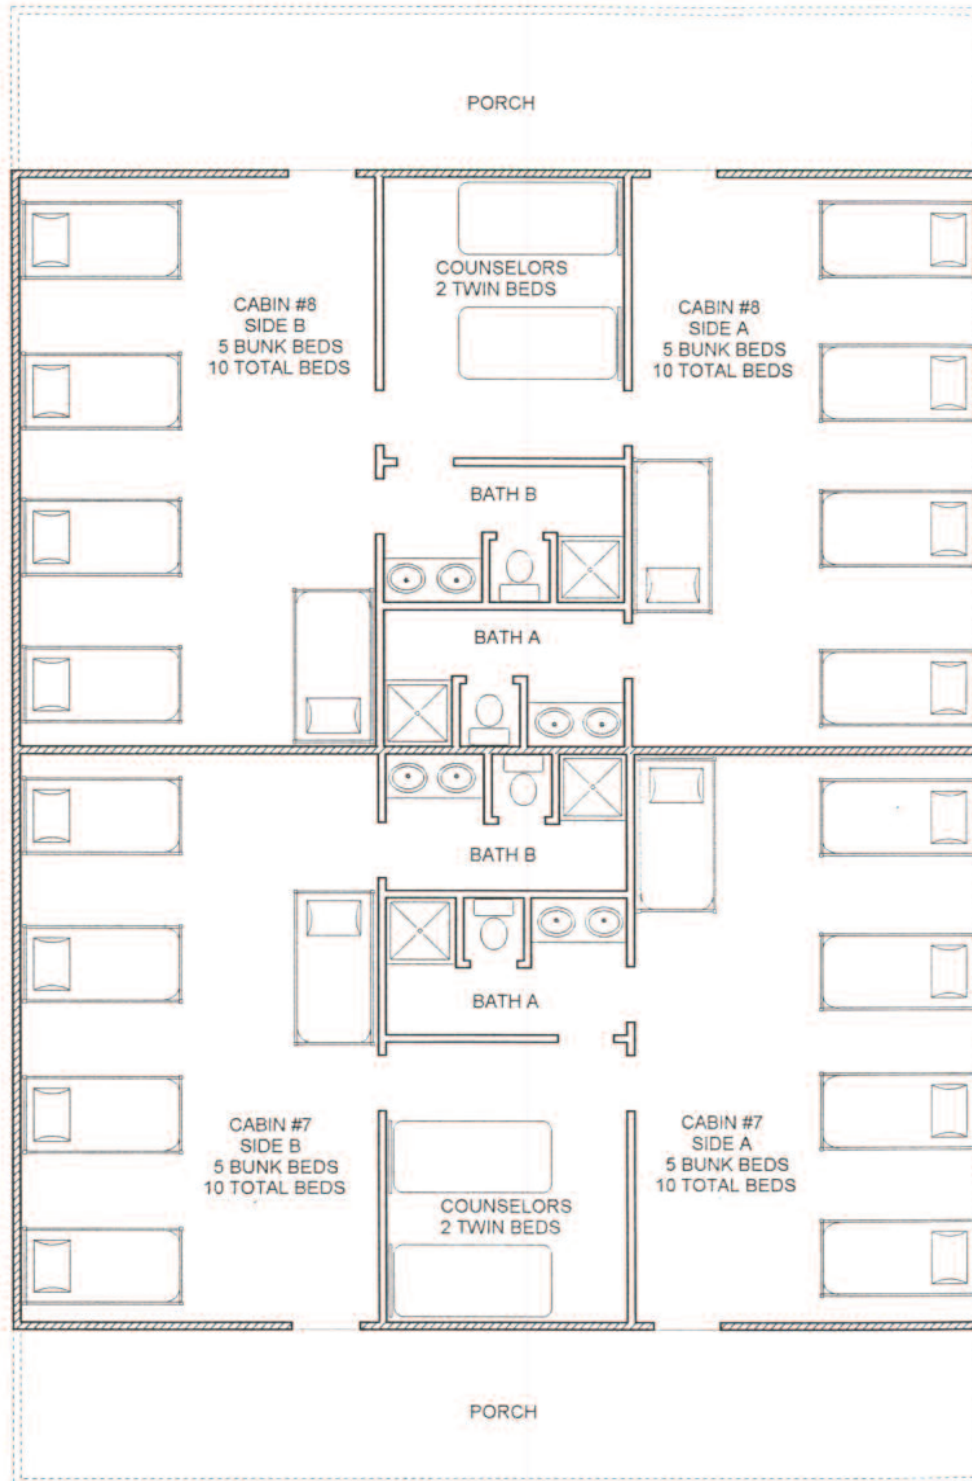 PORCH
COUNSELORS
2 TWIN BEDS
CABIN #8
SIDE B
5 BUNK BEDS
10 TOTAL BEDS
CABIN #8
SIDE A
5 BUNK BEDS
10 TOTAL BEDS
BATH B
BATH A
BATH B
BATH A
CABIN #7
SIDE B
5 BUNK BEDS
10 TOTAL BEDS
CABIN #7
SIDE A
5 BUNK BEDS
10 TOTAL BEDS
COUNSELORS
2 TWIN BEDS
PORCH